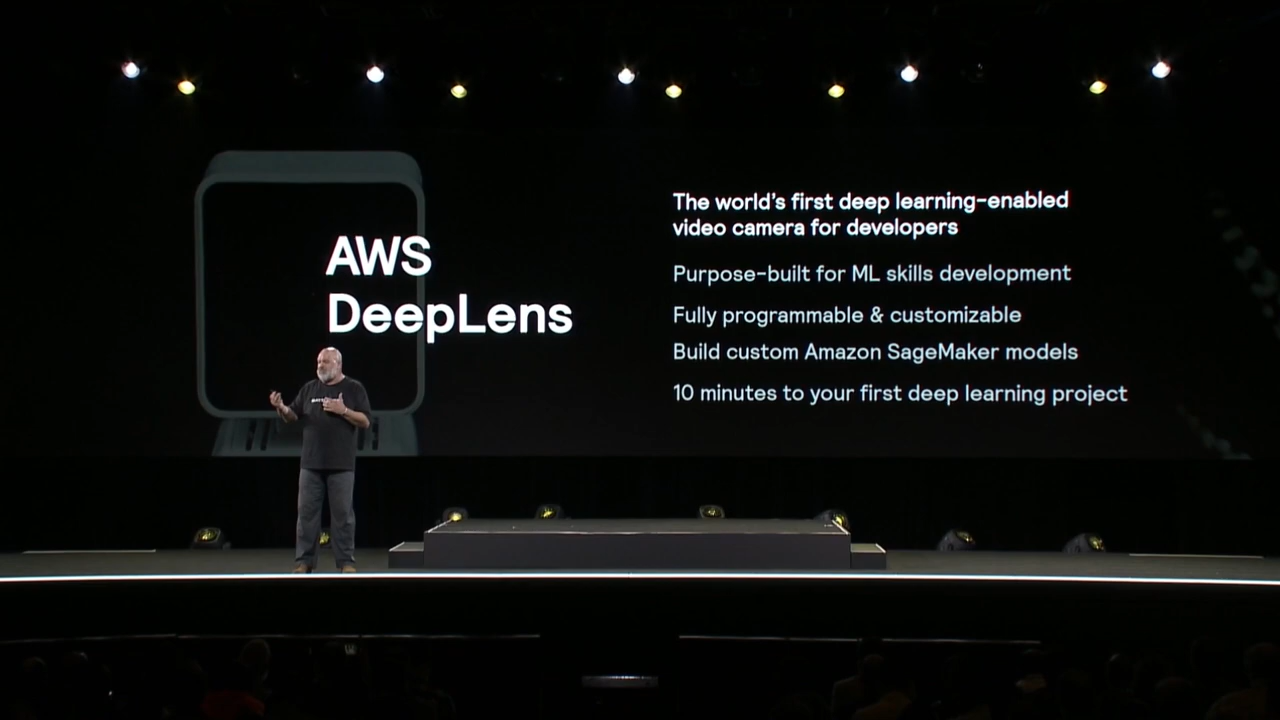 AWS
DeepLens
The world's first deep learning-enabled
video camera for developers
Purpose-built for ML skills development
Fully programmable & customizable
Build custom Amazon SageMaker models
10 minutes to your first deep learning project